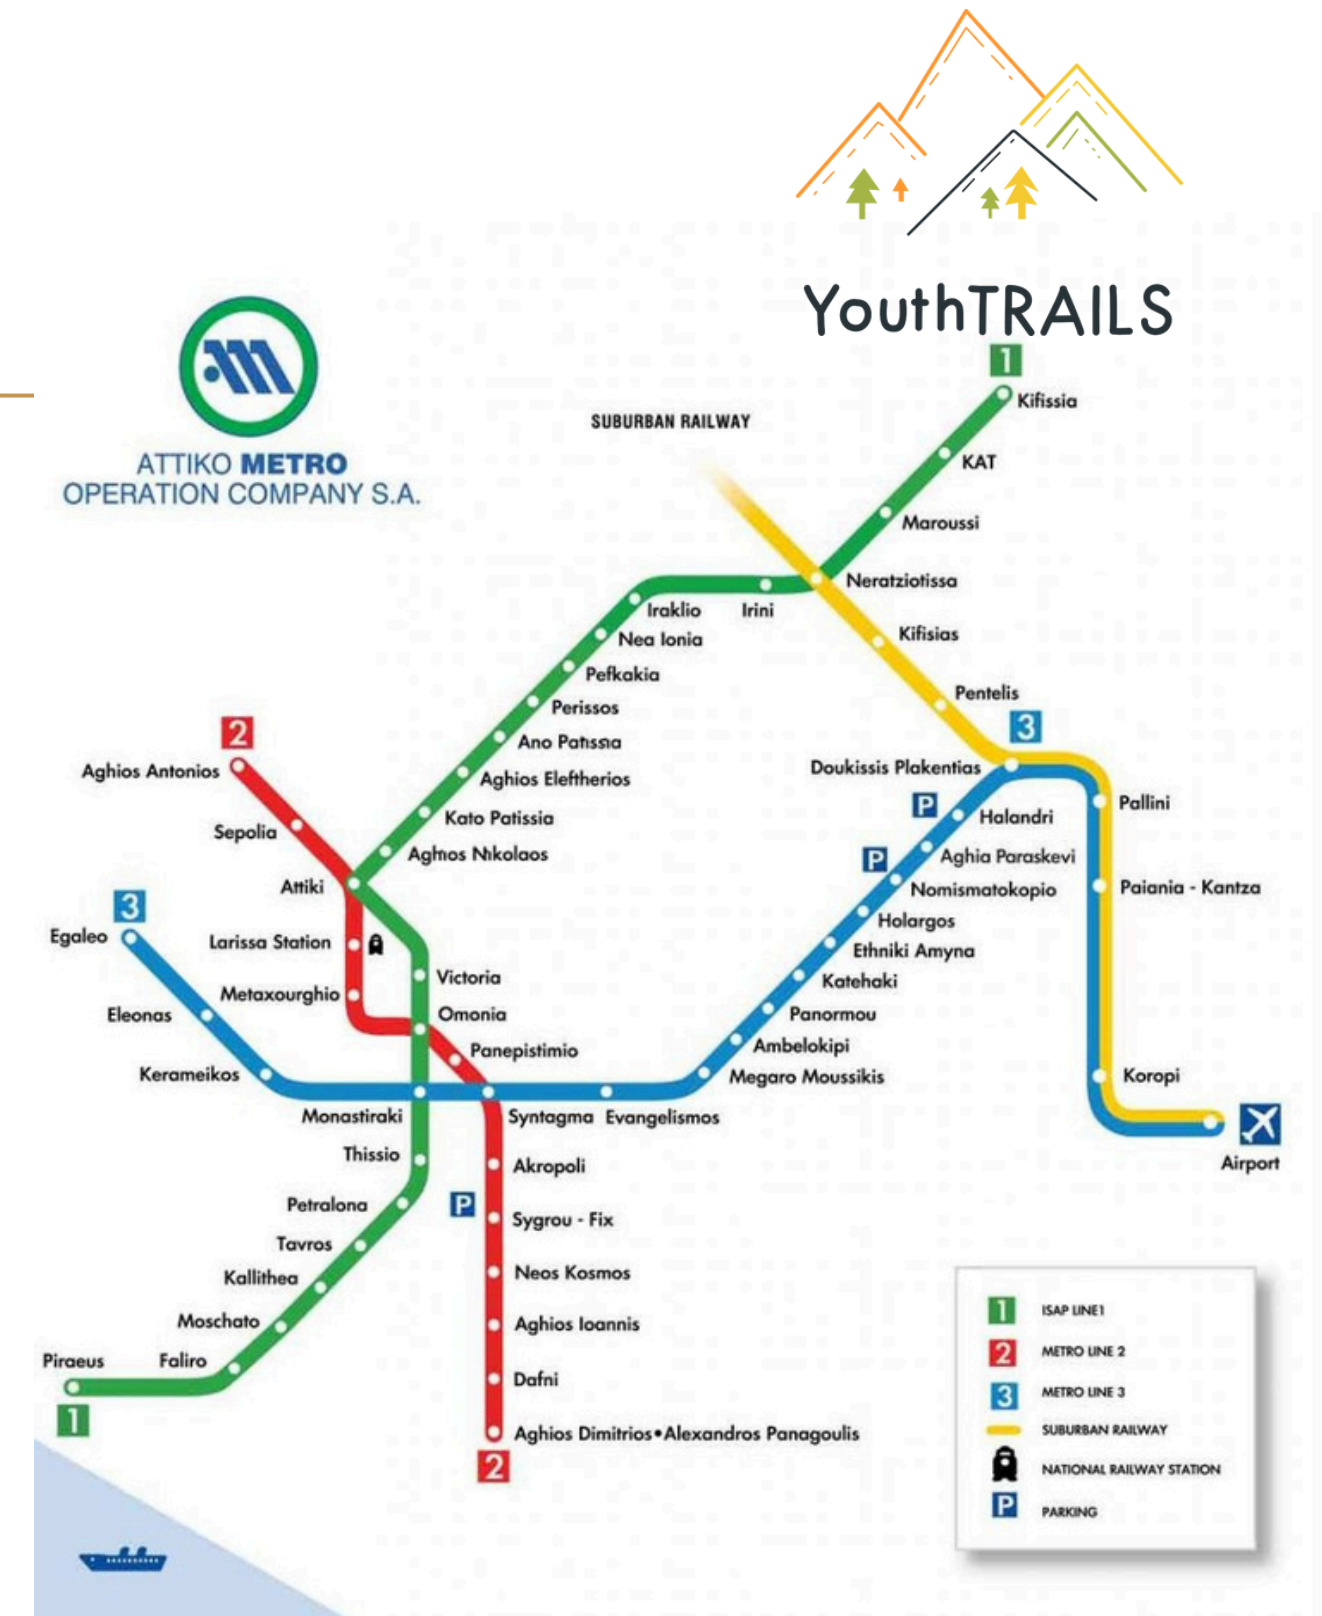 YouthTRAILS
ATTIKO METRO
OPERATION COMPANY S.A.
SUBURBAN RAILWAY
1
Kifissia
KAT
Maroussi
Neratziotissa
Iraklio
Irini
Nea Ionia
Kifisias
Pefkakia
Pentelis
Perissos
2
3
Ano Patissia
Aghios Antonios
Doukissis Plakentias
Aghios Eleftherios
Pallini
P
Halandri
Kato Patissia
Sepolia
Aghios Nikolaos
P
Aghia Paraskevi
Attiki
Nomismatokopio
Paiania - Kantza
3
Holargos
Egaleo
Larissa Station
Ethniki Amyna
Victoria
Katehaki
Metaxourghio
Eleonas
Omonia
Panormou
Panepistimio
Ambelokipi
Kerameikos
Megaro Moussikis
Koropi
Monastiraki
Syntagma
Evangelismos
Thissio
Akropoli
Airport
Petralona
P
Sygrou - Fix
Tavros
Kallithea
Neos Kosmos
Moschato
Aghios Ioannis
Piraeus
Faliro
Dafni
1
Aghios Dimitrios•Alexandros Panagoulis
2
1 ISAP LINE1
2 METRO LINE 2
3 METRO LINE 3
SUBURBAN RAILWAY
NATIONAL RAILWAY STATION
P PARKING